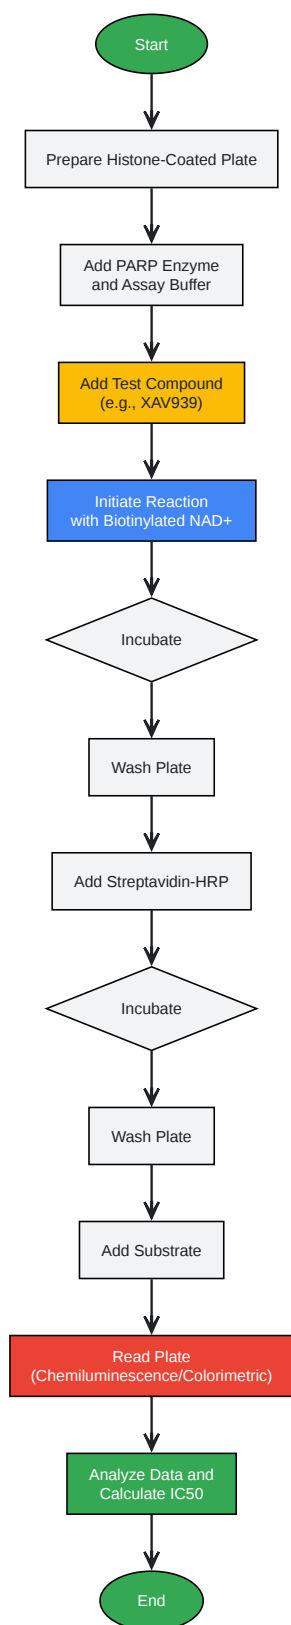 Start
Prepare Histone-Coated Plate
Add PARP Enzyme
and Assay Buffer
Add Test Compound
(e.g., XAV939)
Initiate Reaction
with Biotinylated NAD+
Incubate
Wash Plate
Add Streptavidin-HRP
Incubate
Wash Plate
Add Substrate
Read Plate
(Chemiluminescence/Colorimetric)
Analyze Data and
Calculate IC50
End